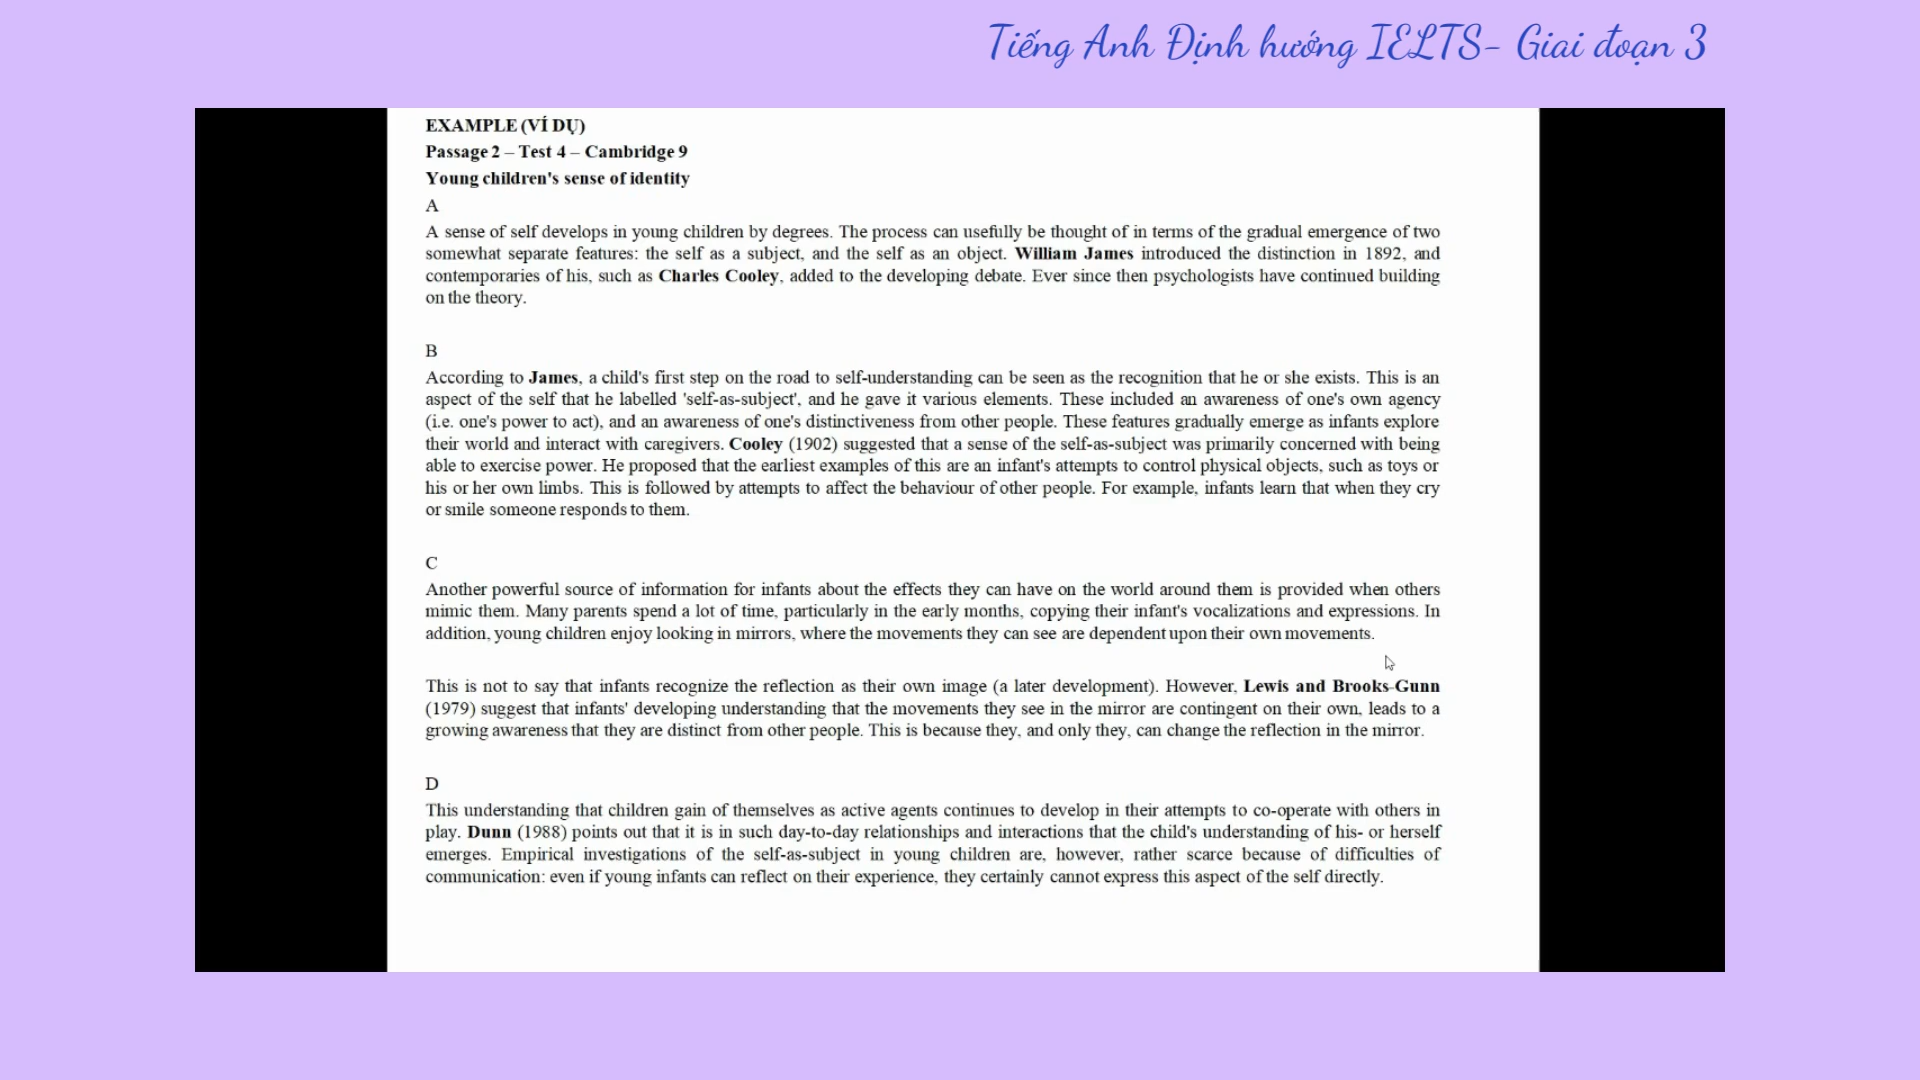 Tiếng Anh Định hướng IELTS- Giai đoạn 3
EXAMPLE (VÍ DỤ)
Passage 2 – Test 4 – Cambridge 9
Young children's sense of identity
A
A sense of self develops in young children by degrees. The process can usefully be thought of in terms of the gradual emergence of two
somewhat separate features: the self as a subject, and the self as an object. William James introduced the distinction in 1892, and
contemporaries of his, such as Charles Cooley, added to the developing debate. Ever since then psychologists have continued building
on the theory.
B
According to James, a child's first step on the road to self-understanding can be seen as the recognition that he or she exists. This is an
aspect of the self that he labelled 'self-as-subject', and he gave it various elements. These included an awareness of one's own agency
(i.e. one's power to act), and an awareness of one's distinctiveness from other people. These features gradually emerge as infants explore
their world and interact with caregivers. Cooley (1902) suggested that a sense of the self-as-subject was primarily concerned with being
able to exercise power. He proposed that the earliest examples of this are an infant's attempts to control physical objects, such as toys or
his or her own limbs. This is followed by attempts to affect the behaviour of other people. For example, infants learn that when they cry
or smile someone responds to them.
C
Another powerful source of information for infants about the effects they can have on the world around them is provided when others
mimic them. Many parents spend a lot of time, particularly in the early months, copying their infant's vocalizations and expressions. In
addition, young children enjoy looking in mirrors, where the movements they can see are dependent upon their own movements.
This is not to say that infants recognize the reflection as their own image (a later development). However, Lewis and Brooks-Gunn
(1979) suggest that infants' developing understanding that the movements they see in the mirror are contingent on their own, leads to a
growing awareness that they are distinct from other people. This is because they, and only they, can change the reflection in the mirror.
D
This understanding that children gain of themselves as active agents continues to develop in their attempts to co-operate with others in
play. Dunn (1988) points out that it is in such day-to-day relationships and interactions that the child's understanding of his- or herself
emerges. Empirical investigations of the self-as-subject in young children are, however, rather scarce because of difficulties of
communication: even if young infants can reflect on their experience, they certainly cannot express this aspect of the self directly.